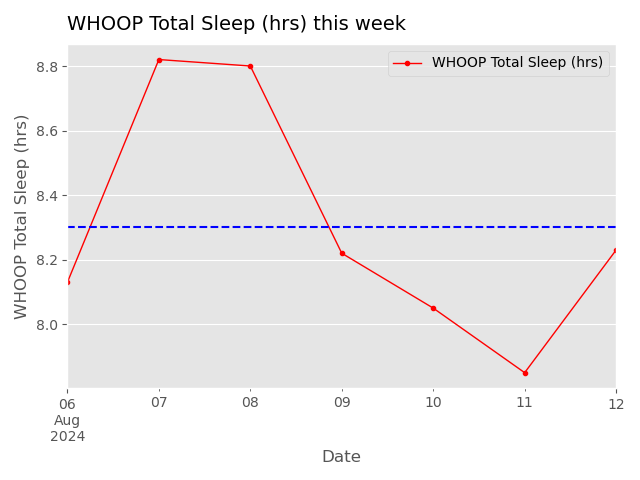 WHOOP Total Sleep (hrs) this week
WHOOP Total Sleep (hrs)
WHOOP Total Sleep (hrs)
8.8
8.6
8.4
8.2
8.0
06 07 08 09 10 11 12
Aug
2024
Date